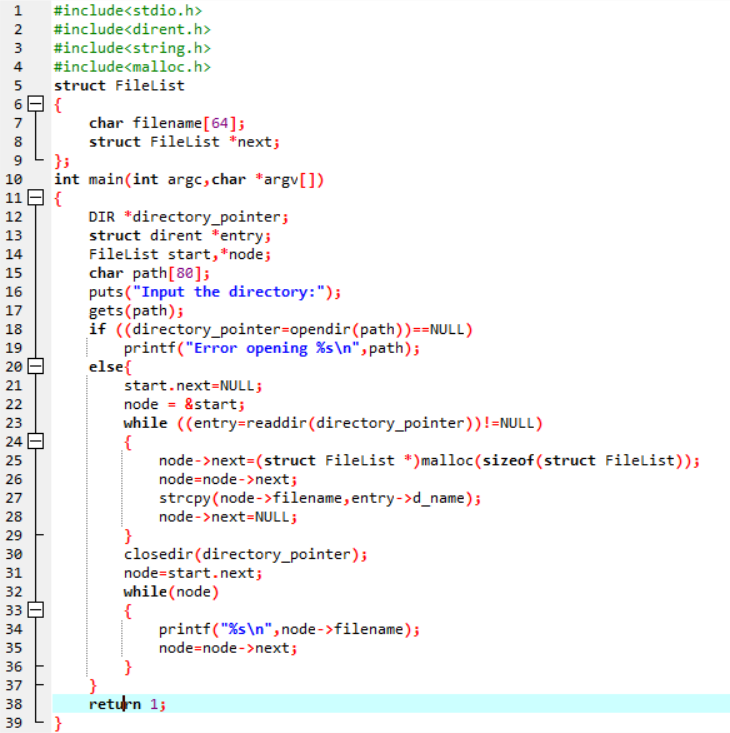 1 #include<stdio.h>
2 #include<dirent.h>
3 #include<string.h>
4 #include<malloc.h>
5 struct FileList
6 {
7     char filename[64];
8     struct FileList *next;
9 };
10 int main(int argc,char *argv[])
11 {
12     DIR *directory_pointer;
13     struct dirent *entry;
14     FileList start,*node;
15     char path[80];
16     puts("Input the directory:");
17     gets(path);
18     if ((directory_pointer=opendir(path))==NULL)
19         printf("Error opening %s\n",path);
20     else{
21         start.next=NULL;
22         node = &start;
23         while ((entry=readdir(directory_pointer))!=NULL)
24         {
25             node->next=(struct FileList *)malloc(sizeof(struct FileList));
26             node=node->next;
27             strcpy(node->filename,entry->d_name);
28             node->next=NULL;
29         }
30         closedir(directory_pointer);
31         node=start.next;
32         while(node)
33         {
34             printf("%s\n",node->filename);
35             node=node->next;
36         }
37     }
38     return 1;
39 }